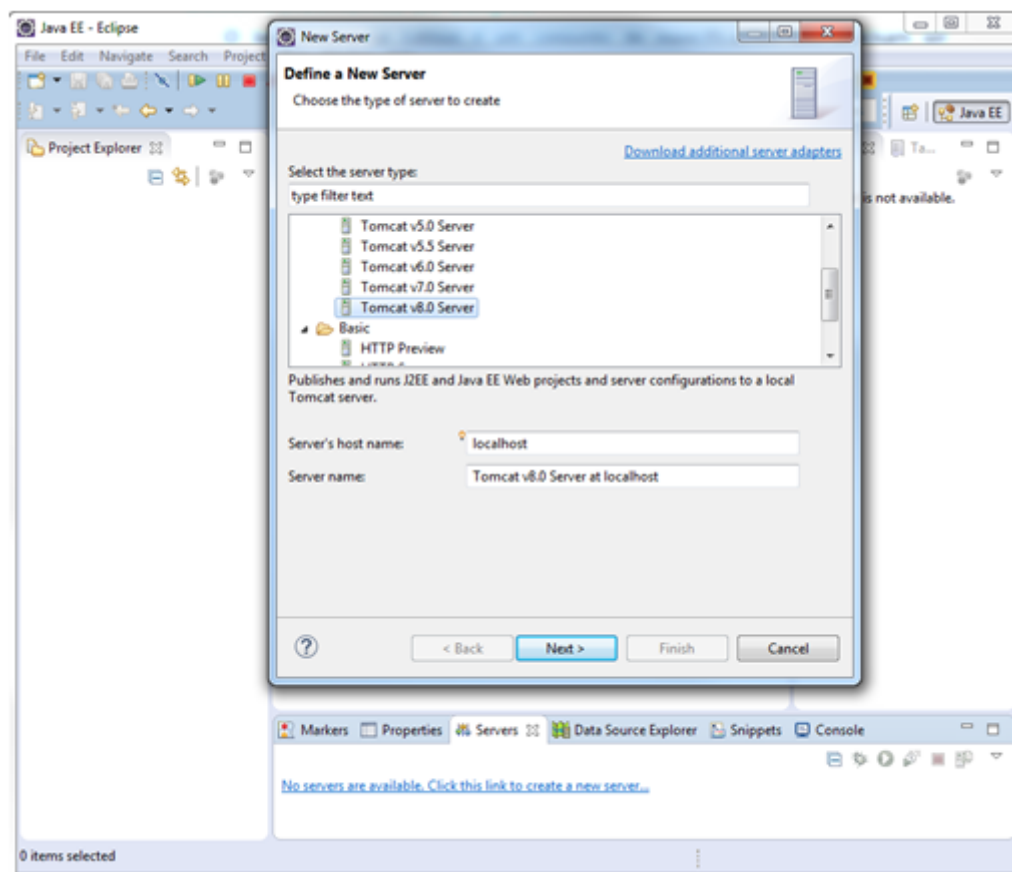 Java EE - Eclipse
New Server
File Edit Navigate Search Project
Define a New Server
Choose the type of server to create
Java EE
Project Explorer
Ta...
Download additional server adapters
Select the server type:
type filter text
is not available.
Tomcat v5.0 Server
Tomcat v5.5 Server
Tomcat v6.0 Server
Tomcat v7.0 Server
Tomcat v8.0 Server
Basic
HTTP Preview
Publishes and runs J2EE and Java EE Web projects and server configurations to a local
Tomcat server.
Server's host name: localhost
Server name: Tomcat v8.0 Server at localhost
< Back Next > Finish Cancel
Markers Properties Servers Data Source Explorer Snippets Console
No servers are available. Click this link to create a new server...
0 items selected